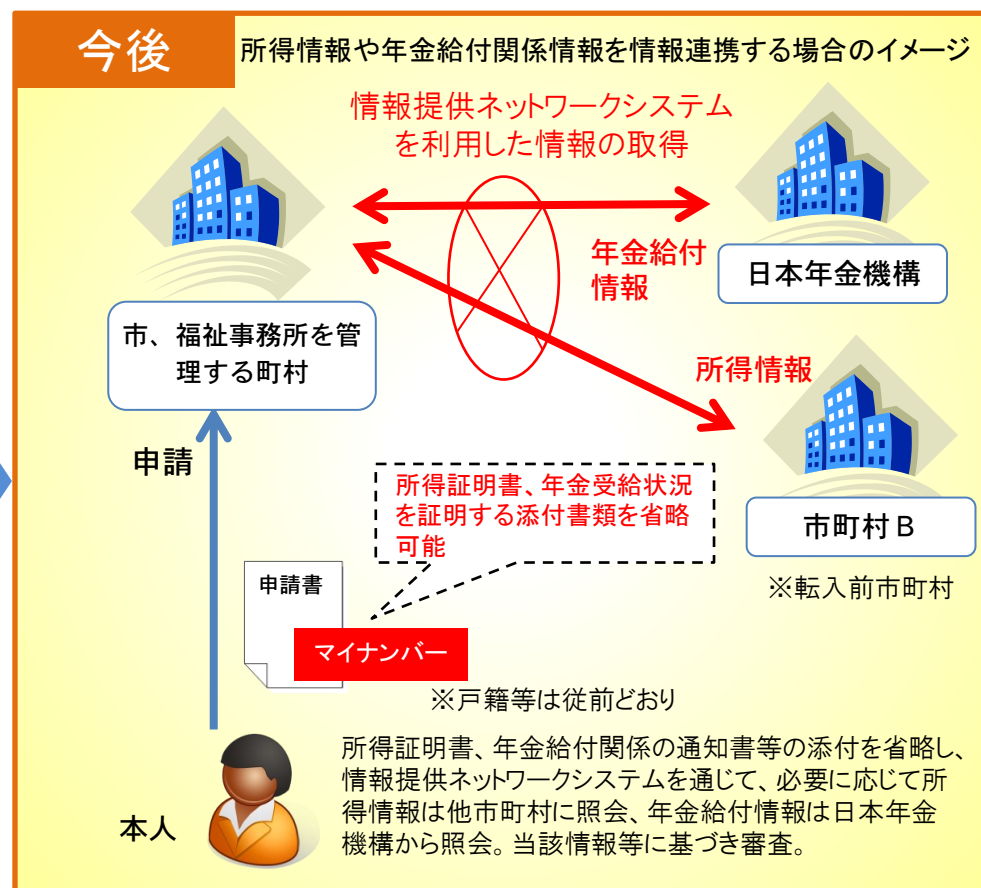 今後
所得情報や年金給付関係情報を情報連携する場合のイメージ
情報提供ネットワークシステム
を利用した情報の取得
年金給付
情報
日本年金機構
市、福祉事務所を管
理する町村
所得情報
申請
所得証明書、年金受給状況
を証明する添付書類を省略
可能
市町村Ｂ
※転入前市町村
申請書
マイナンバー
※戸籍等は従前どおり
本人
所得証明書、年金給付関係の通知書等の添付を省略し、
情報提供ネットワークシステムを通じて、必要に応じて所
得情報は他市町村に照会、年金給付情報は日本年金
機構から照会。当該情報等に基づき審査。